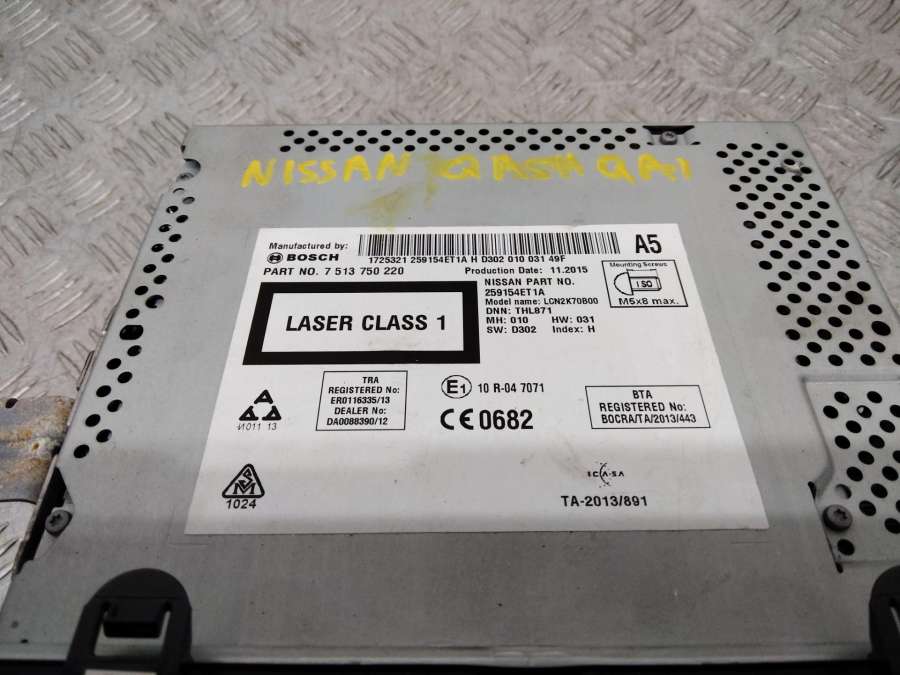 NISSAN QASHQAI
Manufactured by:
BOSCH
1725321 259154ET1A H D302 010 031 49F
A5
PART NO. 7 513 750 220
Production Date: 11.2015
NISSAN PART NO.
259154ET1A
Model name: LCN2K70B00
DNN: THL871
MH: 010 HW: 031
SW: D302 Index: H
Mounting Screws
ISO
M5x8 max.
LASER CLASS 1
TRA
REGISTERED No:
ER0116335/13
DEALER No:
DA0088390/12
E1 10 R-04 7071
CE0682
BTA
REGISTERED No:
BOCRA/TA/2013/443
И011 13
1024
ICASA
TA-2013/891